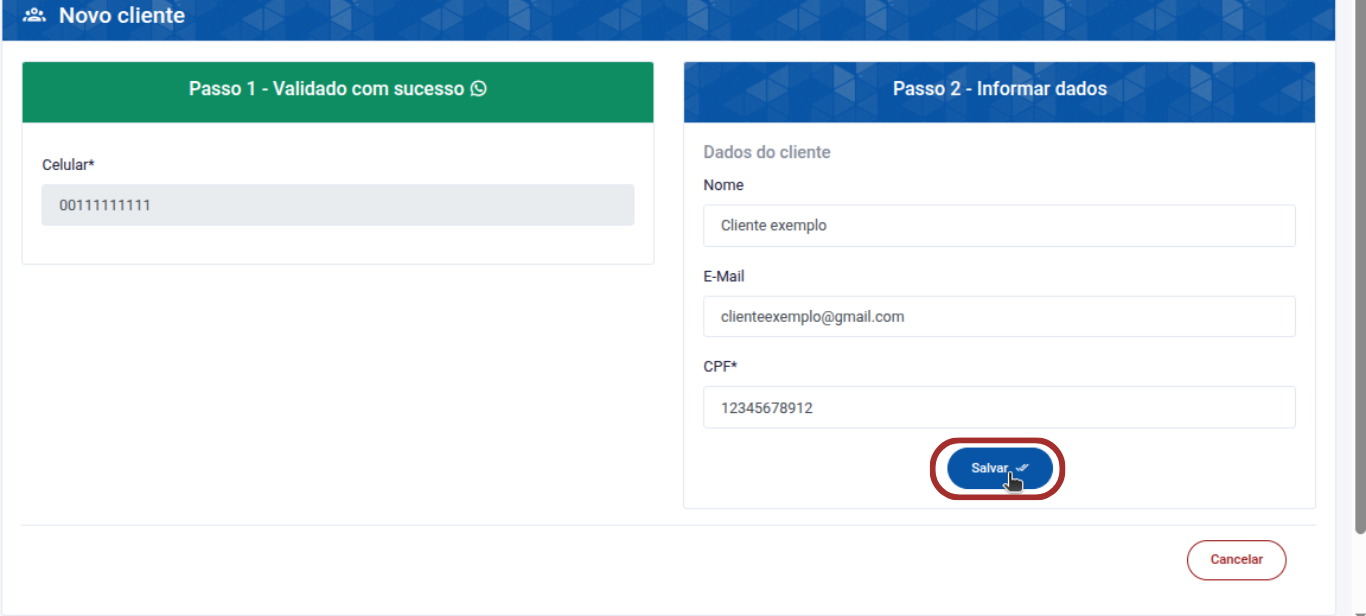 Novo cliente
Passo 1 - Validado com sucesso
Celular*
00111111111
Passo 2 - Informar dados
Dados do cliente
Nome
Cliente exemplo
E-Mail
clienteexemplo@gmail.com
CPF*
12345678912
Salvar
Cancelar